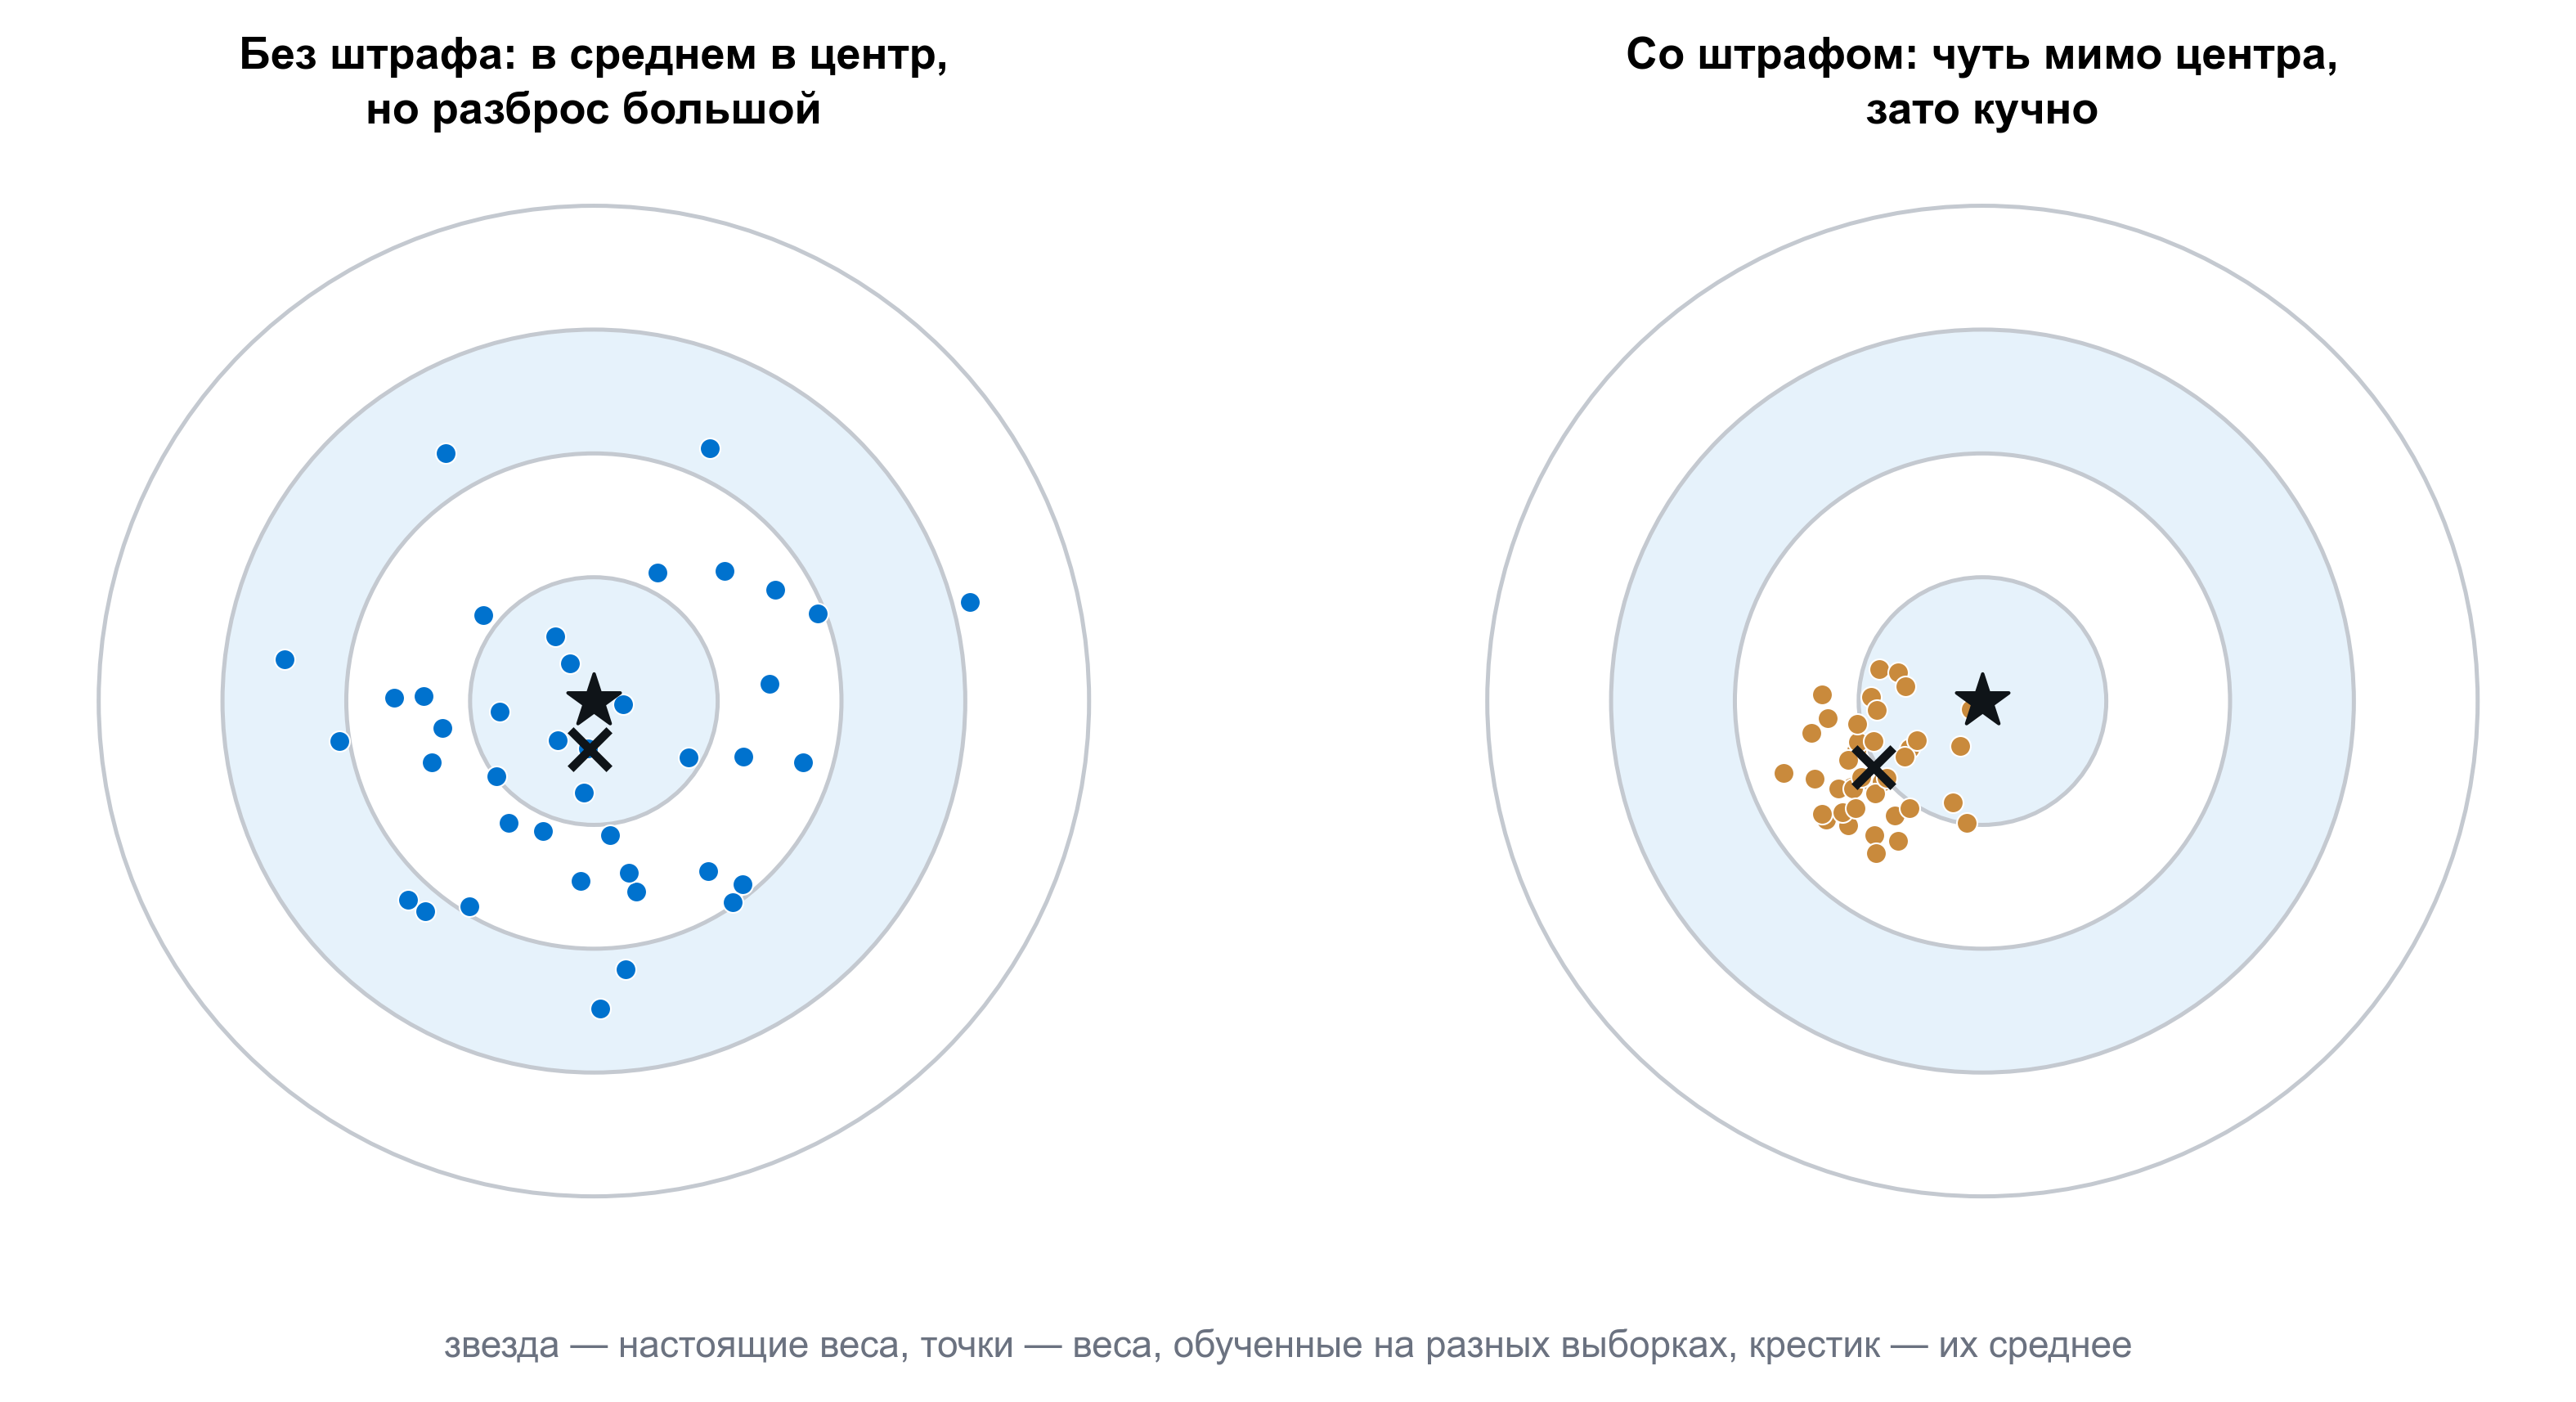 Без штрафа: в среднем в центр,
но разброс большой
Со штрафом: чуть мимо центра,
зато кучно
звезда — настоящие веса, точки — веса, обученные на разных выборках, крестик — их среднее